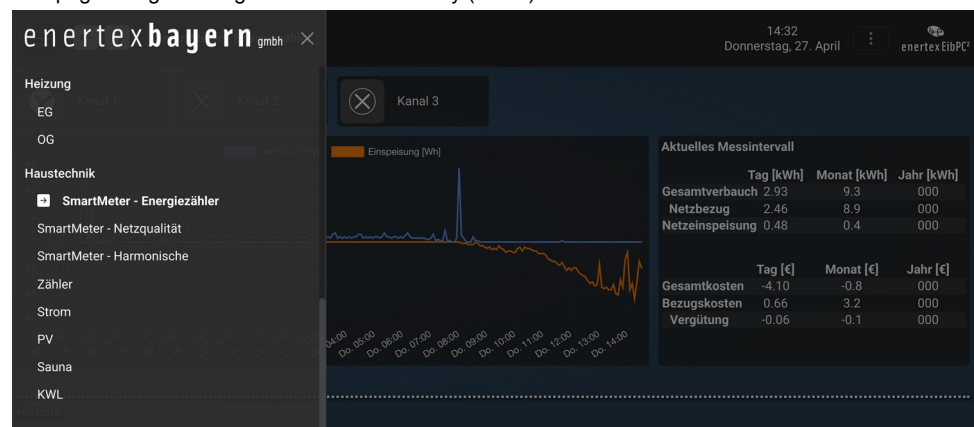 enertexbayern gmbh ×
14:32
Donnerstag, 27. April
enertexEibPC²
Heizung
EG
OG
Haustechnik
SmartMeter - Energiezähler
SmartMeter - Netzqualität
SmartMeter - Harmonische
Zähler
Strom
PV
Sauna
KWL
Historie
Kanal 1
Kanal 2
Kanal 3
Einspeisung [Wh]
04:00
Do. 05:00
Do. 06:00
Do. 07:00
Do. 08:00
Do. 09:00
Do. 10:00
Do. 11:00
Do. 12:00
Do. 13:00
Do. 14:00
Aktuelles Messintervall
Tag [kWh] Monat [kWh] Jahr [kWh]
Gesamtverbauch 2.93 9.3 000
Netzbezug 2.46 8.9 000
Netzeinspeisung 0.48 0.4 000
Tag [€] Monat [€] Jahr [€]
Gesamtkosten -4.10 -0.8 000
Bezugskosten 0.66 3.2 000
Vergütung -0.06 -0.1 000